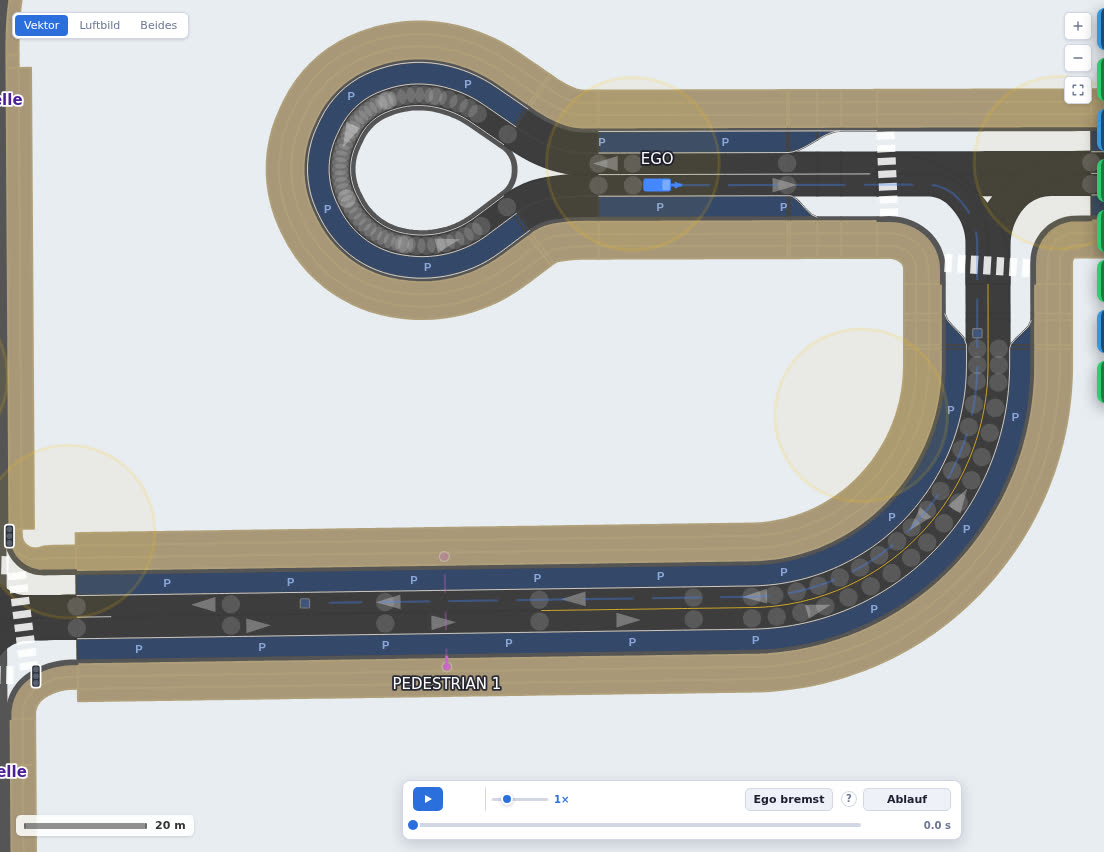 Vektor Luftbild Beides
+
−
elle
P P
P P P
EGO
P P P
P
P P
P
P
P P P P P P
P
P P P P P
P
PEDESTRIAN 1
elle
1× Ego bremst ? Ablauf
0.0 s
20 m